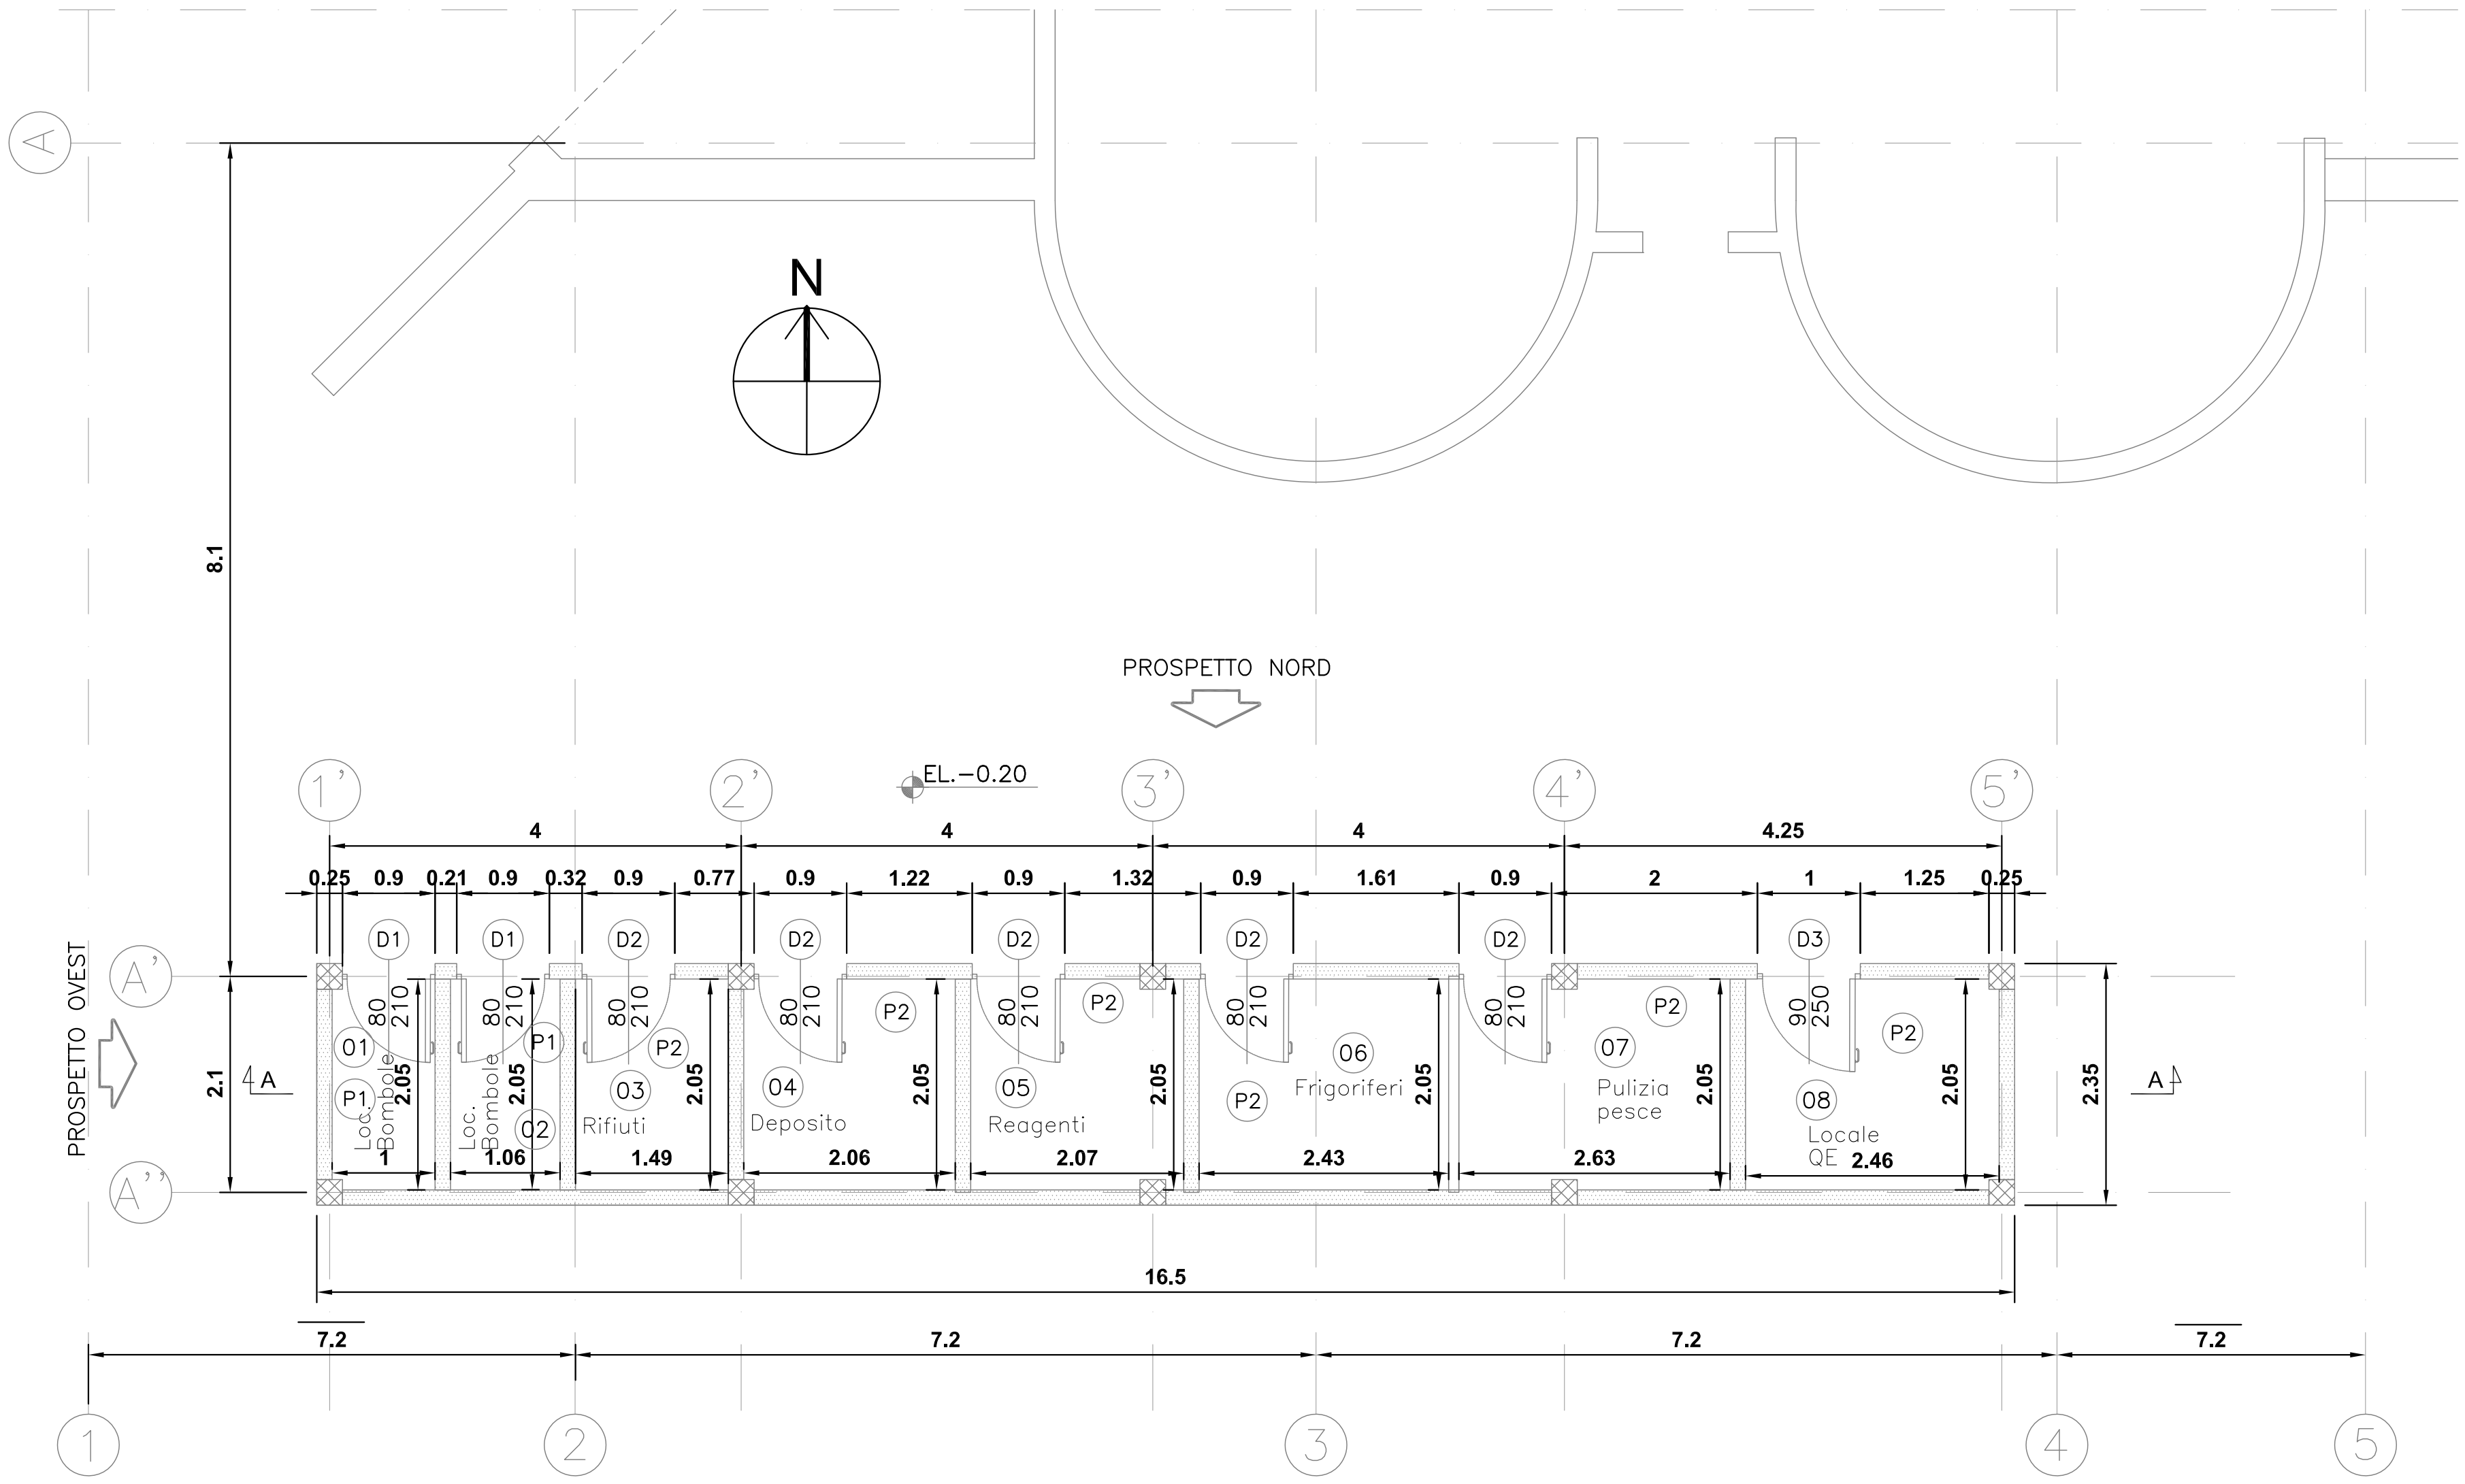 A
N
8.1
PROSPETTO NORD
EL.-0.20
1' 2' 3' 4' 5'
4 4 4 4.25
0.25 0.9 0.21 0.9 0.32 0.9 0.77 0.9 1.22 0.9 1.32 0.9 1.61 0.9 2 1 1.25 0.25
D1 D1 D2 D2 D2 D2 D2 D3
PROSPETTO OVEST
A'
80 210
80 210
80 210
80 210
80 210
80 210
80 210
90 250
2.1
A
01
P1
Loc.
Bombole
2.05
1
P1
02
Loc.
Bombole
2.05
1.06
P2
03
Rifiuti
2.05
1.49
P2
04
Deposito
2.05
2.06
P2
05
Reagenti
2.05
2.07
06
P2
Frigoriferi
2.05
2.43
P2
07
Pulizia
pesce
2.05
2.63
P2
08
Locale
QE
2.05
2.46
2.35
A
A''
16.5
7.2 7.2 7.2 7.2
1 2 3 4 5